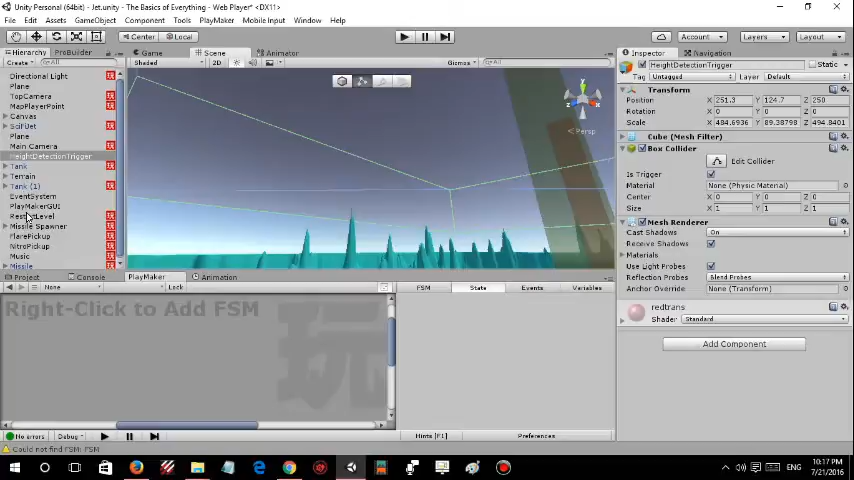 Unity Personal (64bit) - Jet.unity - The Basics of Everything - Web Player* <DX11>
File Edit Assets GameObject Component Tools PlayMaker Mobile Input Window Help
Center Local Account Layers Layout
Hierarchy ProBuilder Game Scene Animator Inspector Navigation
Create All Shaded 2D Gizmos All HeightDetectionTrigger Static
Tag Untagged Layer Default
Directional Light
Plane
TopCamera
MapPlayerPoint
Canvas
SciFiJet
Plane
Main Camera
HeightDetectionTrigger
Tank
Terrain
Tank (1)
EventSystem
PlayMakerGUI
Missile Spawner
FlarePickup
NitroPickup
Music
Missile
y
Persp
Transform
Position X 251.3 Y 124.7 Z 250
Rotation X 0 Y 0 Z 0
Scale X 484.6936 Y 89.38798 Z 494.8401
Cube (Mesh Filter)
Box Collider
Edit Collider
Is Trigger
Material None (Physic Material)
Center X 0 Y 0 Z 0
Size X 1 Y 1 Z 1
Mesh Renderer
Cast Shadows On
Receive Shadows
Materials
Use Light Probes
Reflection Probes Blend Probes
Anchor Override None (Transform)
redtrans
Shader Standard
Add Component
Project Console PlayMaker Animation
None Lock FSM State Events Variables
Right-Click to Add FSM
No errors Debug Hints [F1] Preferences
Could not find FSM: FSM
ENG 10:17 PM
7/21/2016